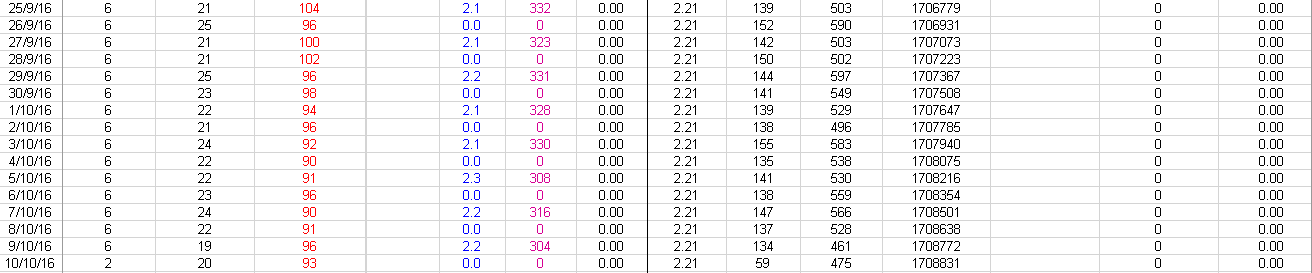 25/9/16 6 21 104 2.1 332 0.00 2.21 139 503 1706779 0 0.00
26/9/16 6 25 96 0.0 0 0.00 2.21 152 590 1706931 0 0.00
27/9/16 6 21 100 2.1 323 0.00 2.21 142 503 1707073 0 0.00
28/9/16 6 21 102 0.0 0 0.00 2.21 150 502 1707223 0 0.00
29/9/16 6 25 96 2.2 331 0.00 2.21 144 597 1707367 0 0.00
30/9/16 6 23 98 0.0 0 0.00 2.21 141 549 1707508 0 0.00
1/10/16 6 22 94 2.1 328 0.00 2.21 139 529 1707647 0 0.00
2/10/16 6 21 96 0.0 0 0.00 2.21 138 496 1707785 0 0.00
3/10/16 6 24 92 2.1 330 0.00 2.21 155 583 1707940 0 0.00
4/10/16 6 22 90 0.0 0 0.00 2.21 135 538 1708075 0 0.00
5/10/16 6 22 91 2.3 308 0.00 2.21 141 530 1708216 0 0.00
6/10/16 6 23 96 0.0 0 0.00 2.21 138 559 1708354 0 0.00
7/10/16 6 24 90 2.2 316 0.00 2.21 147 566 1708501 0 0.00
8/10/16 6 22 91 0.0 0 0.00 2.21 137 528 1708638 0 0.00
9/10/16 6 19 96 2.2 304 0.00 2.21 134 461 1708772 0 0.00
10/10/16 2 20 93 0.0 0 0.00 2.21 59 475 1708831 0 0.00